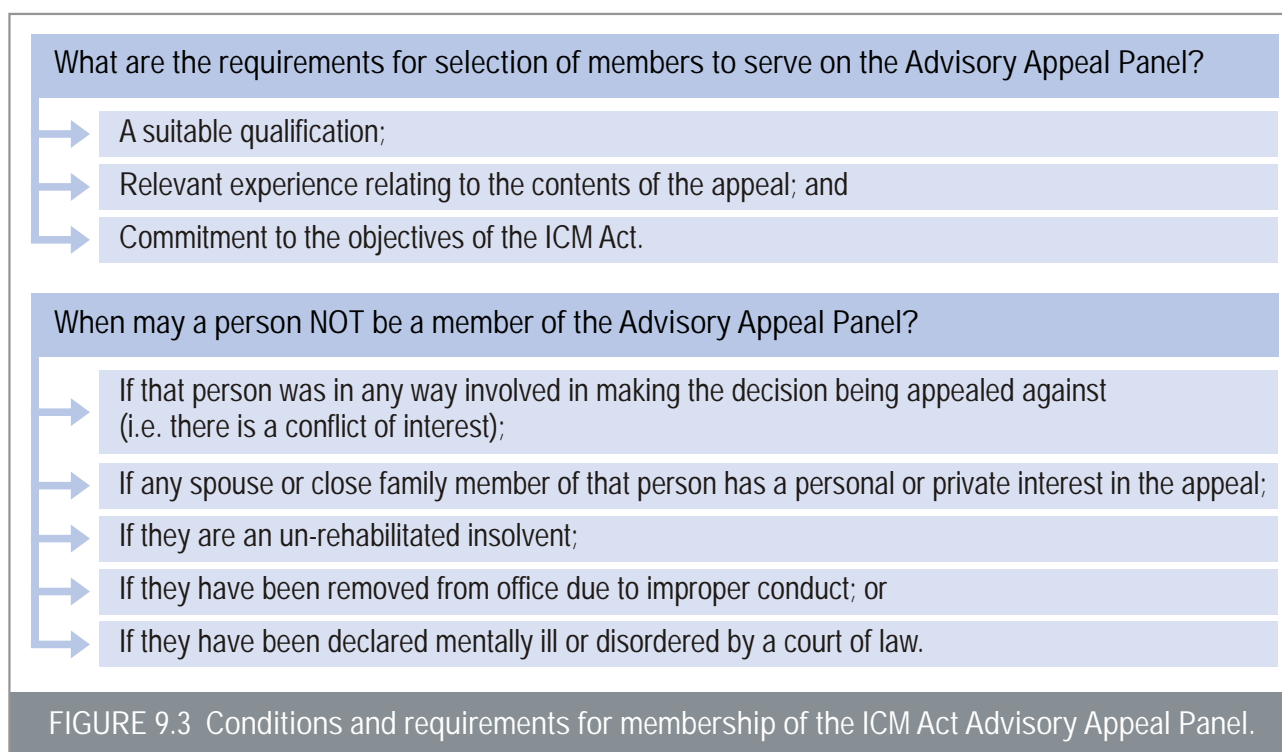 What are the requirements for selection of members to serve on the Advisory Appeal Panel?
A suitable qualification;
Relevant experience relating to the contents of the appeal; and
Commitment to the objectives of the ICM Act.
When may a person NOT be a member of the Advisory Appeal Panel?
If that person was in any way involved in making the decision being appealed against
(i.e. there is a conflict of interest);
If any spouse or close family member of that person has a personal or private interest in the appeal;
If they are an un-rehabilitated insolvent;
If they have been removed from office due to improper conduct; or
If they have been declared mentally ill or disordered by a court of law.
FIGURE 9.3 Conditions and requirements for membership of the ICM Act Advisory Appeal Panel.